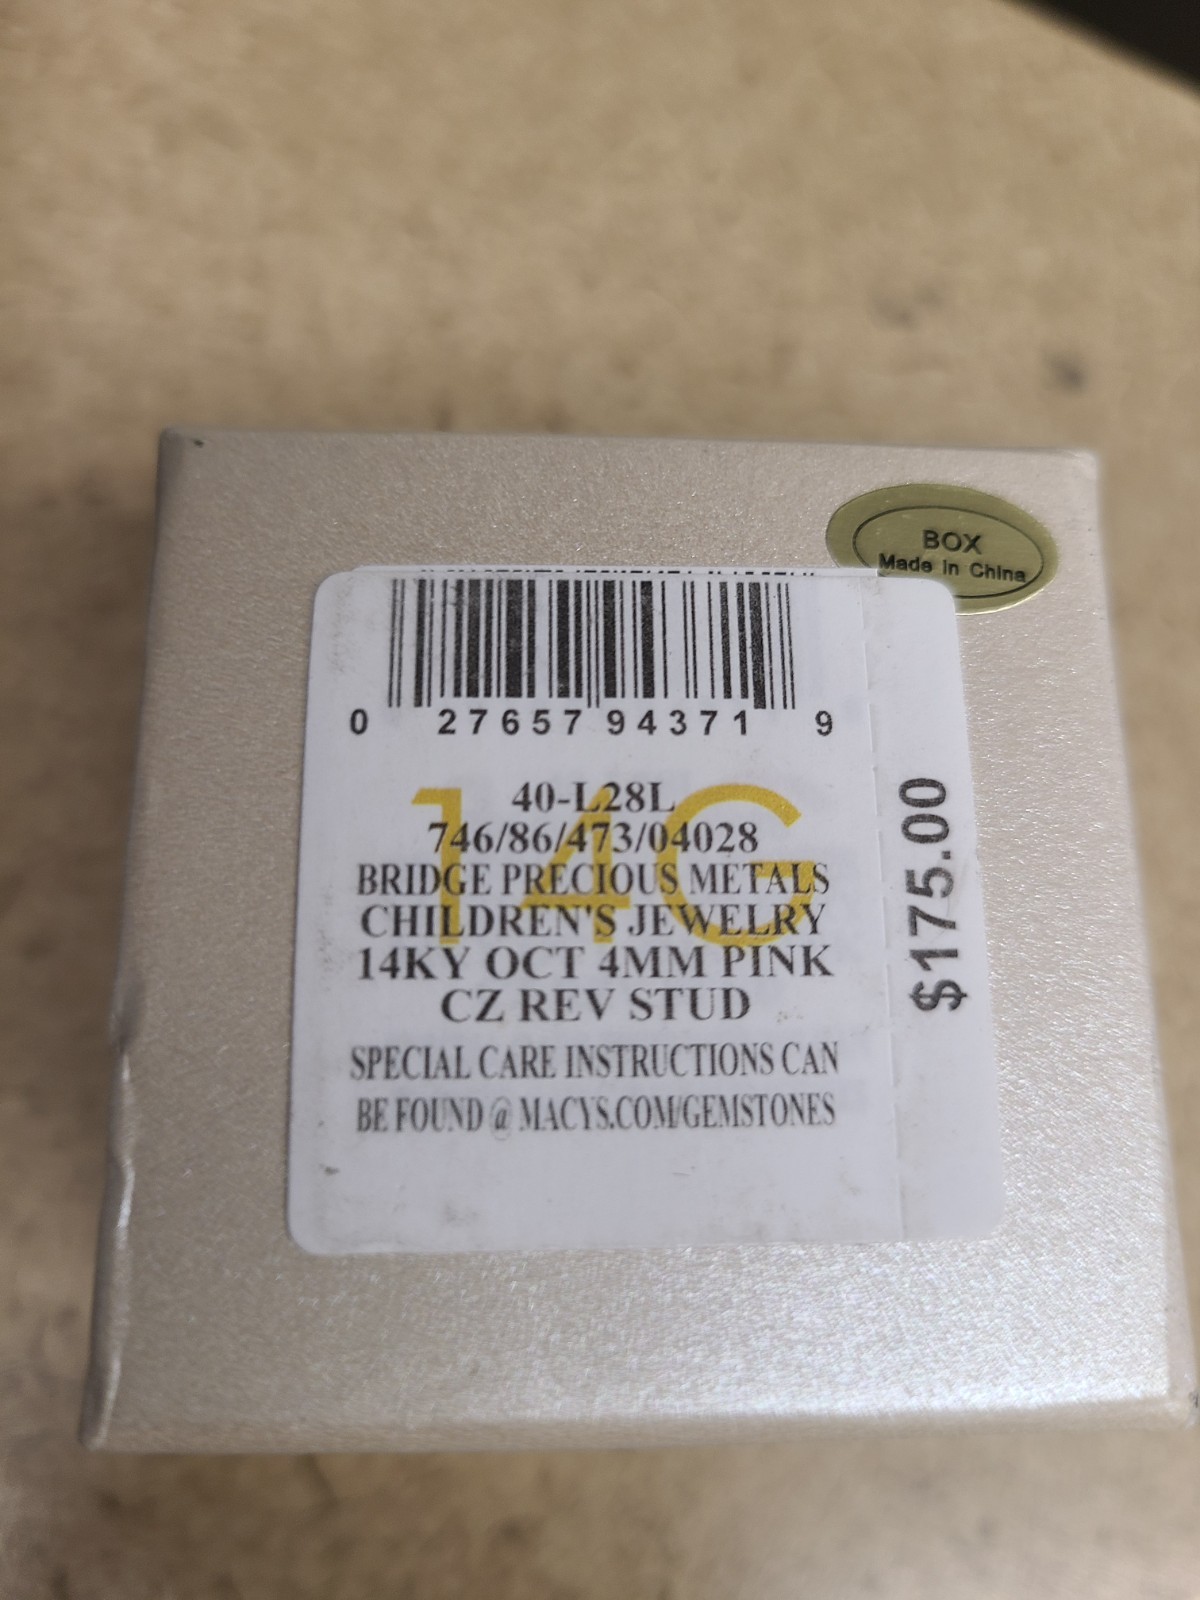 BOX
Made In China
0 27657 94371 9
14G
40-L28L
746/86/473/04028
BRIDGE PRECIOUS METALS
CHILDREN'S JEWELRY
14KY OCT 4MM PINK
CZ REV STUD
SPECIAL CARE INSTRUCTIONS CAN
BE FOUND @ MACYS.COM/GEMSTONES
$175.00